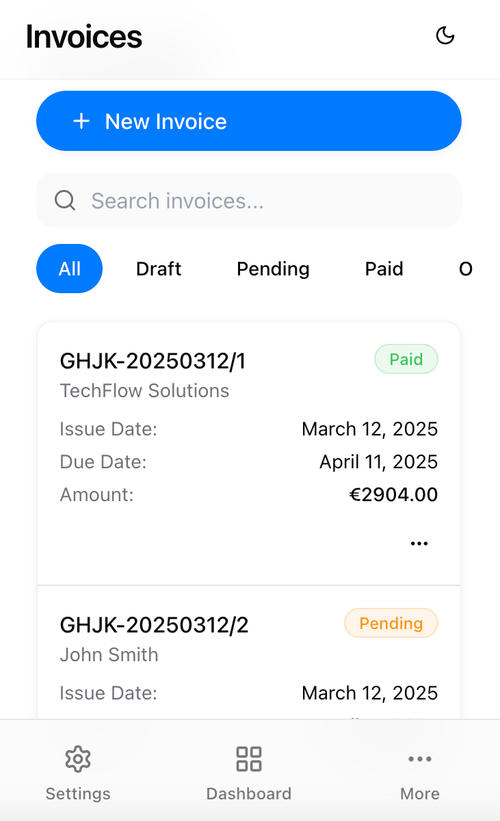 Invoices
+ New Invoice
Search invoices...
All Draft Pending Paid O
GHJK-20250312/1 Paid
TechFlow Solutions
Issue Date: March 12, 2025
Due Date: April 11, 2025
Amount: €2904.00
...
GHJK-20250312/2 Pending
John Smith
Issue Date: March 12, 2025
Settings Dashboard More